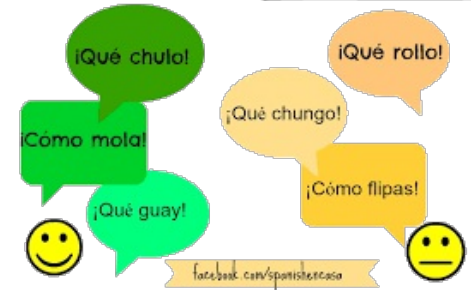 ¡Qué chulo!
¡Cómo mola!
¡Qué guay!
¡Qué rollo!
¡Qué chungo!
¡Cómo flipas!
facebook.com/spanishencasa